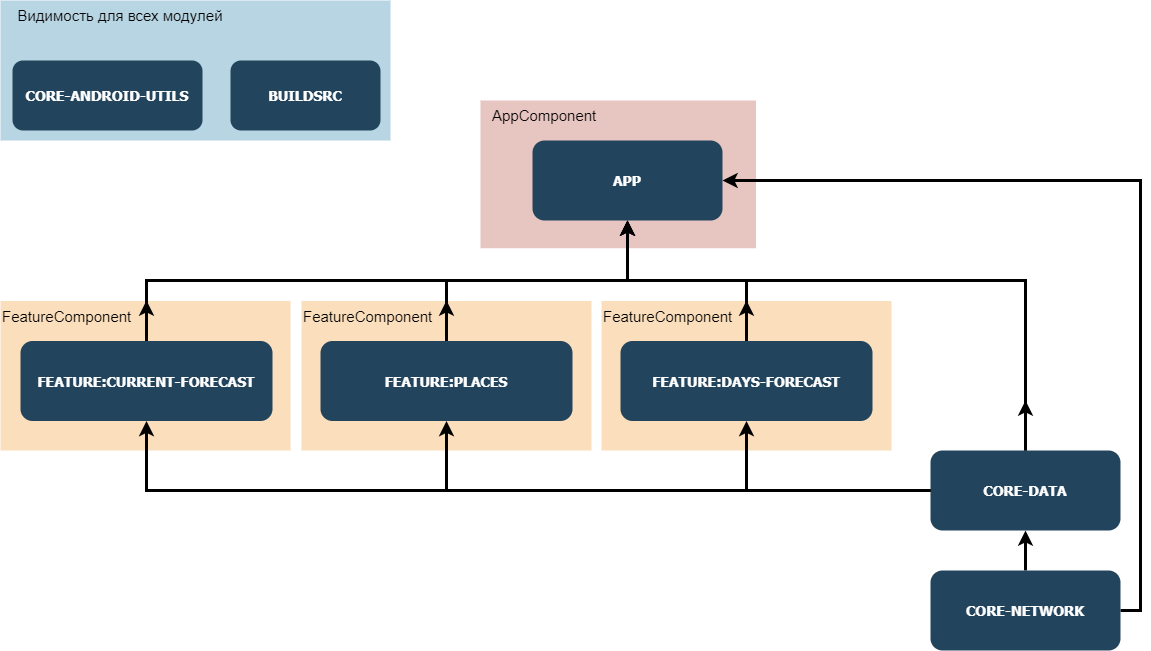 Видимость для всех модулей
CORE-ANDROID-UTILS
BUILDSRC
AppComponent
APP
FeatureComponent
FEATURE:CURRENT-FORECAST
FeatureComponent
FEATURE:PLACES
FeatureComponent
FEATURE:DAYS-FORECAST
CORE-DATA
CORE-NETWORK